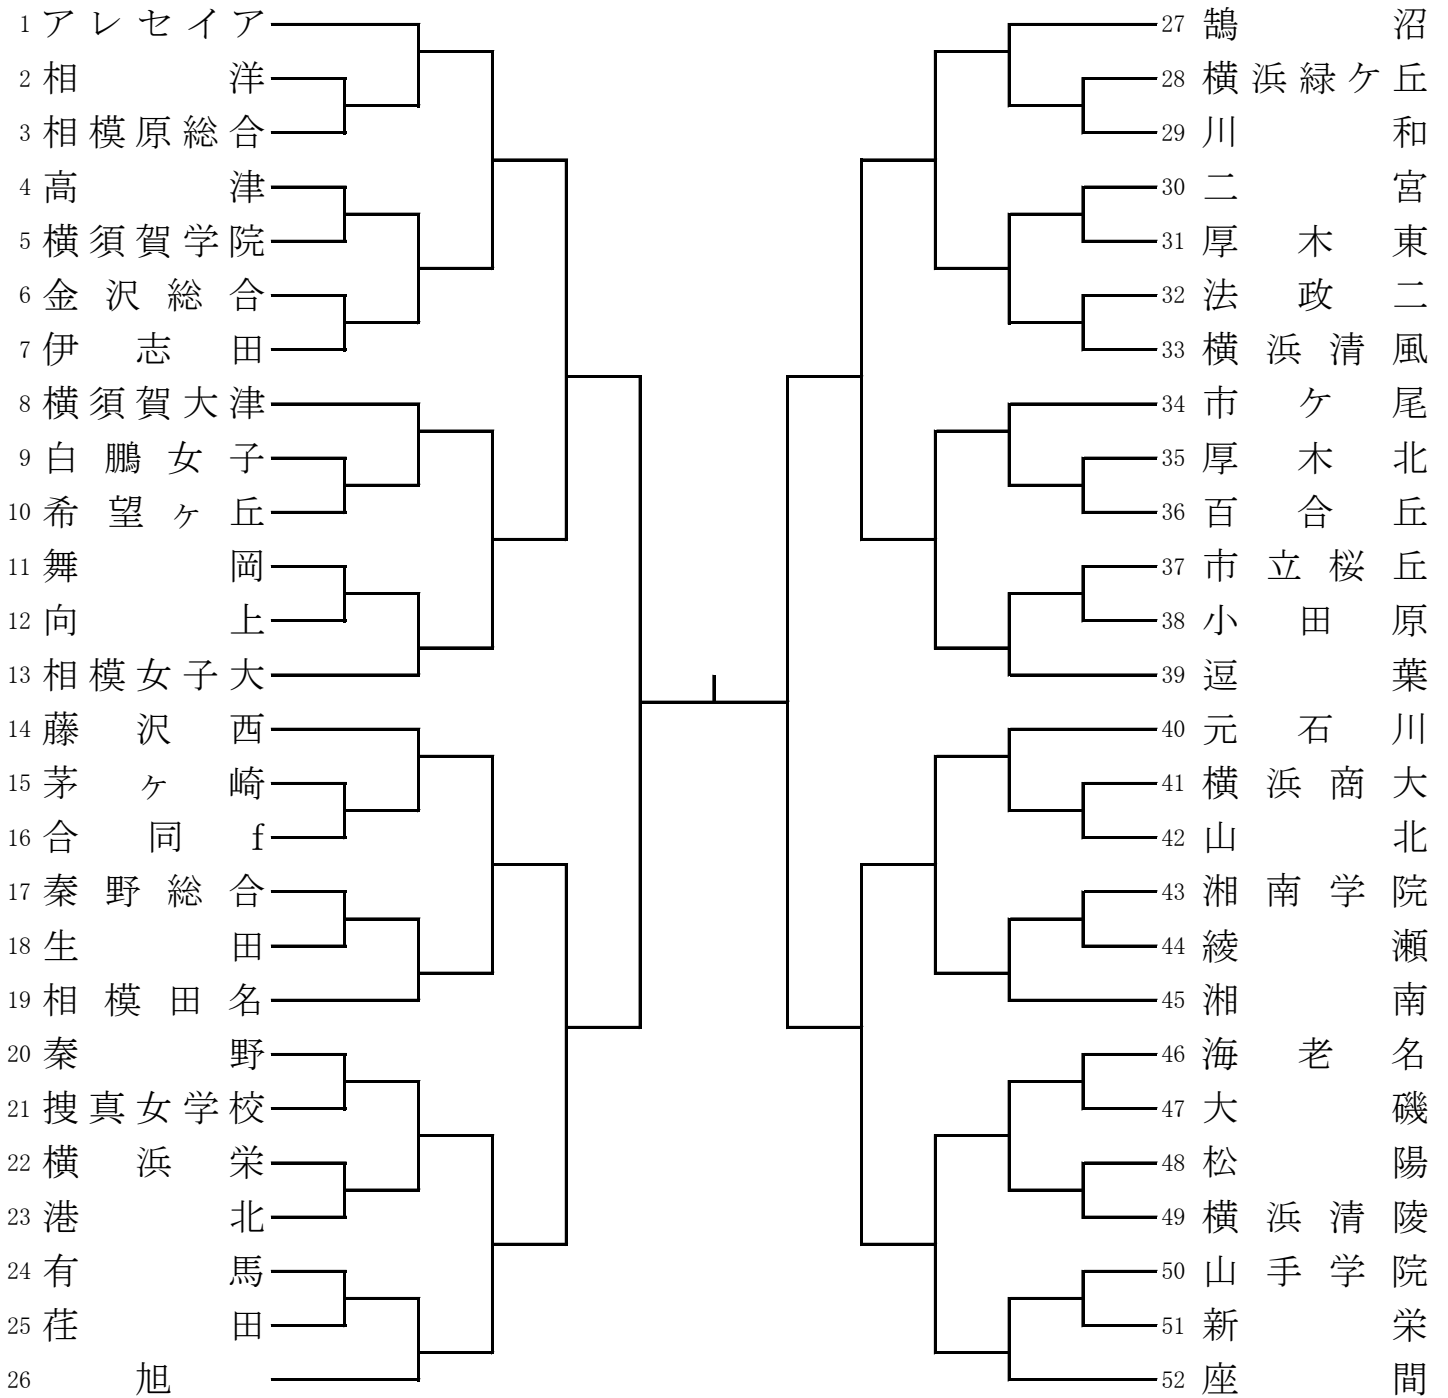 1 アレセイア
2 相洋
3 相模原総合
4 高津
5 横須賀学院
6 金沢総合
7 伊志田
8 横須賀大津
9 白鵬女子
10 希望ヶ丘
11 舞岡
12 向上
13 相模女子大
14 藤沢西
15 茅ヶ崎
16 合同f
17 秦野総合
18 生田
19 相模田名
20 秦野
21 捜真女学校
22 横浜栄
23 港北
24 有馬
25 荏田
26 旭
27 鵠沼
28 横浜緑ケ丘
29 川和
30 二宮
31 厚木東
32 法政二
33 横浜清風
34 市ケ尾
35 厚木北
36 百合丘
37 市立桜丘
38 小田原
39 逗葉
40 元石川
41 横浜商大
42 山北
43 湘南学院
44 綾瀬
45 湘南
46 海老名
47 大磯
48 松陽
49 横浜清陵
50 山手学院
51 新栄
52 座間